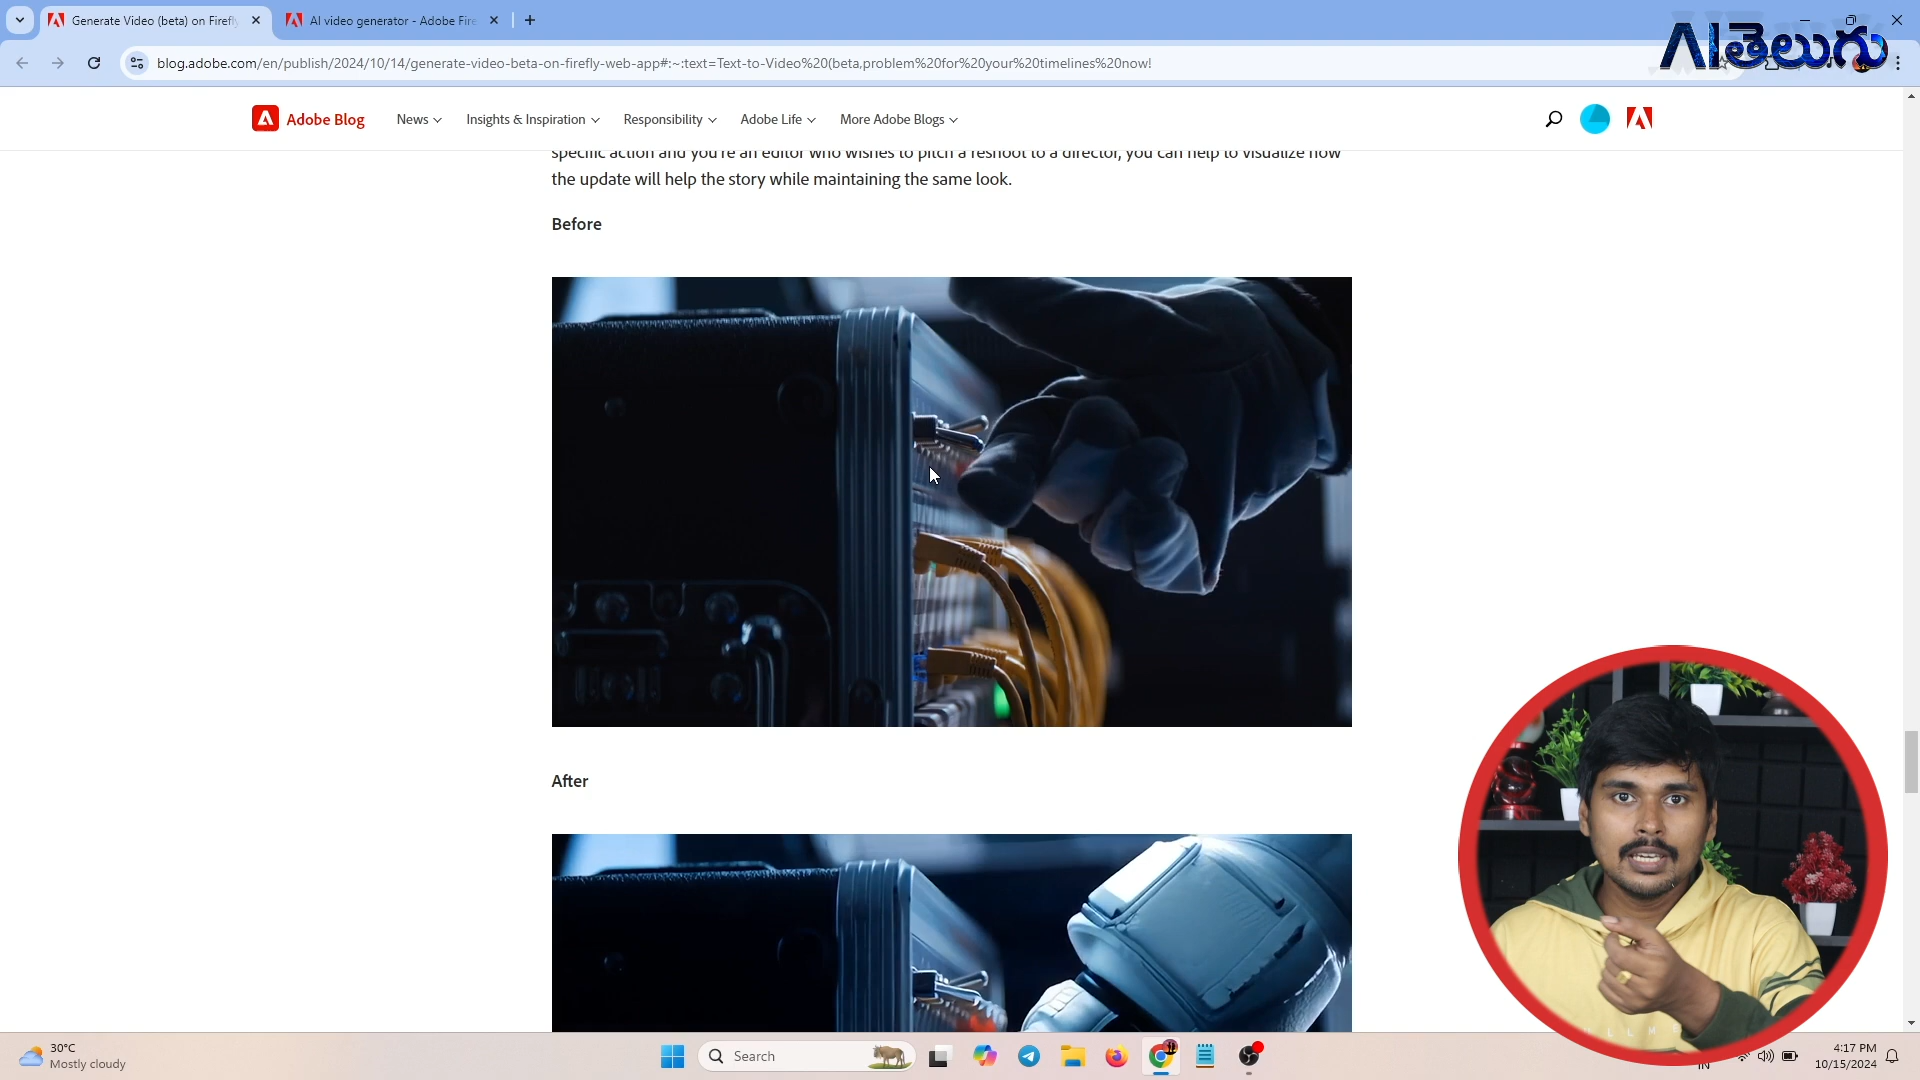 Generate Video (beta) on Firefl
AI video generator - Adobe Fire
AIతెలుగు
blog.adobe.com/en/publish/2024/10/14/generate-video-beta-on-firefly-web-app#:~:text=Text-to-Video%20(beta,problem%20for%20your%20timelines%20now!
Adobe Blog
News
Insights & Inspiration
Responsibility
Adobe Life
More Adobe Blogs
specific action and you're an editor who wishes to pitch a reshoot to a director, you can help to visualize how
the update will help the story while maintaining the same look.
Before
After
30°C
Mostly cloudy
Search
IN
4:17 PM
10/15/2024